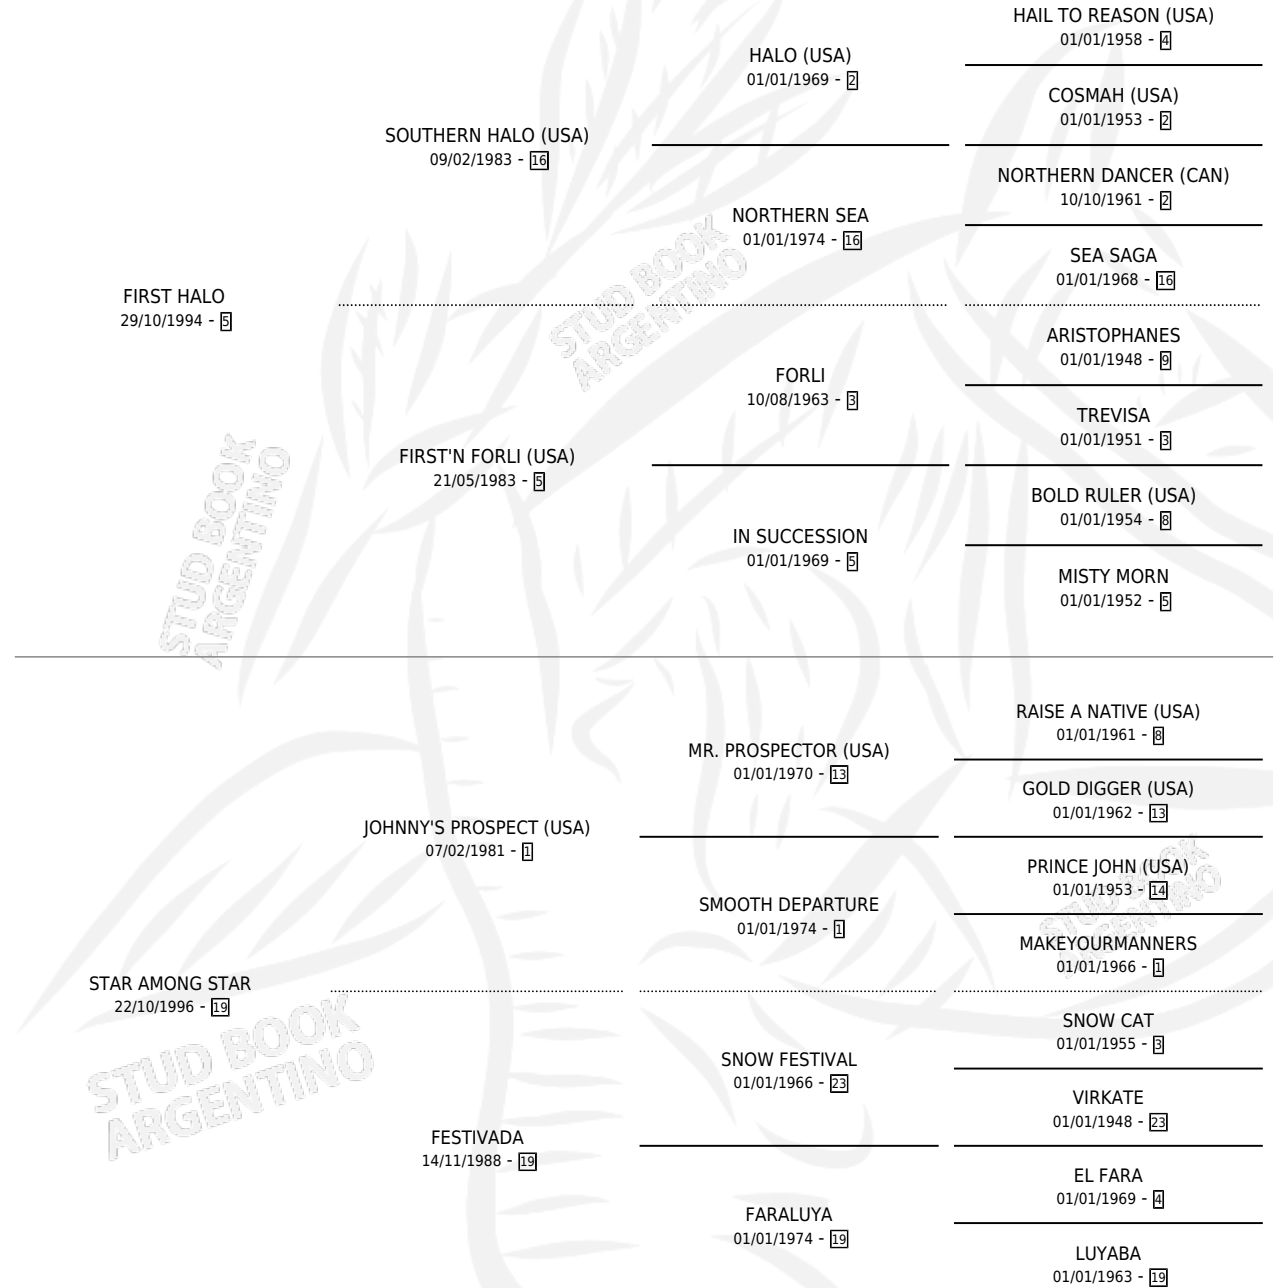 HAIL TO REASON (USA)
01/01/1958 - 4
HALO (USA)
01/01/1969 - 2
COSMAH (USA)
01/01/1953 - 2
SOUTHERN HALO (USA)
09/02/1983 - 16
NORTHERN DANCER (CAN)
10/10/1961 - 2
NORTHERN SEA
01/01/1974 - 16
SEA SAGA
01/01/1968 - 16
FIRST HALO
29/10/1994 - 5
STUD BOOK
ARGENTINO
ARISTOPHANES
01/01/1948 - 9
FORLI
10/08/1963 - 3
TREVISA
01/01/1951 - 3
FIRST'N FORLI (USA)
21/05/1983 - 5
BOLD RULER (USA)
01/01/1954 - 8
IN SUCCESSION
01/01/1969 - 5
MISTY MORN
01/01/1952 - 5
STUD BOOK
ARGENTINO
RAISE A NATIVE (USA)
01/01/1961 - 8
MR. PROSPECTOR (USA)
01/01/1970 - 13
GOLD DIGGER (USA)
01/01/1962 - 13
JOHNNY'S PROSPECT (USA)
07/02/1981 - 1
PRINCE JOHN (USA)
01/01/1953 - 14
SMOOTH DEPARTURE
01/01/1974 - 1
STUD BOOK
ARGENTINO
MAKEYOURMANNERS
01/01/1966 - 1
STAR AMONG STAR
22/10/1996 - 19
STUD BOOK
ARGENTINO
SNOW CAT
01/01/1955 - 3
SNOW FESTIVAL
01/01/1966 - 23
VIRKATE
01/01/1948 - 23
FESTIVADA
14/11/1988 - 19
EL FARA
01/01/1969 - 4
FARALUYA
01/01/1974 - 19
LUYABA
01/01/1963 - 19